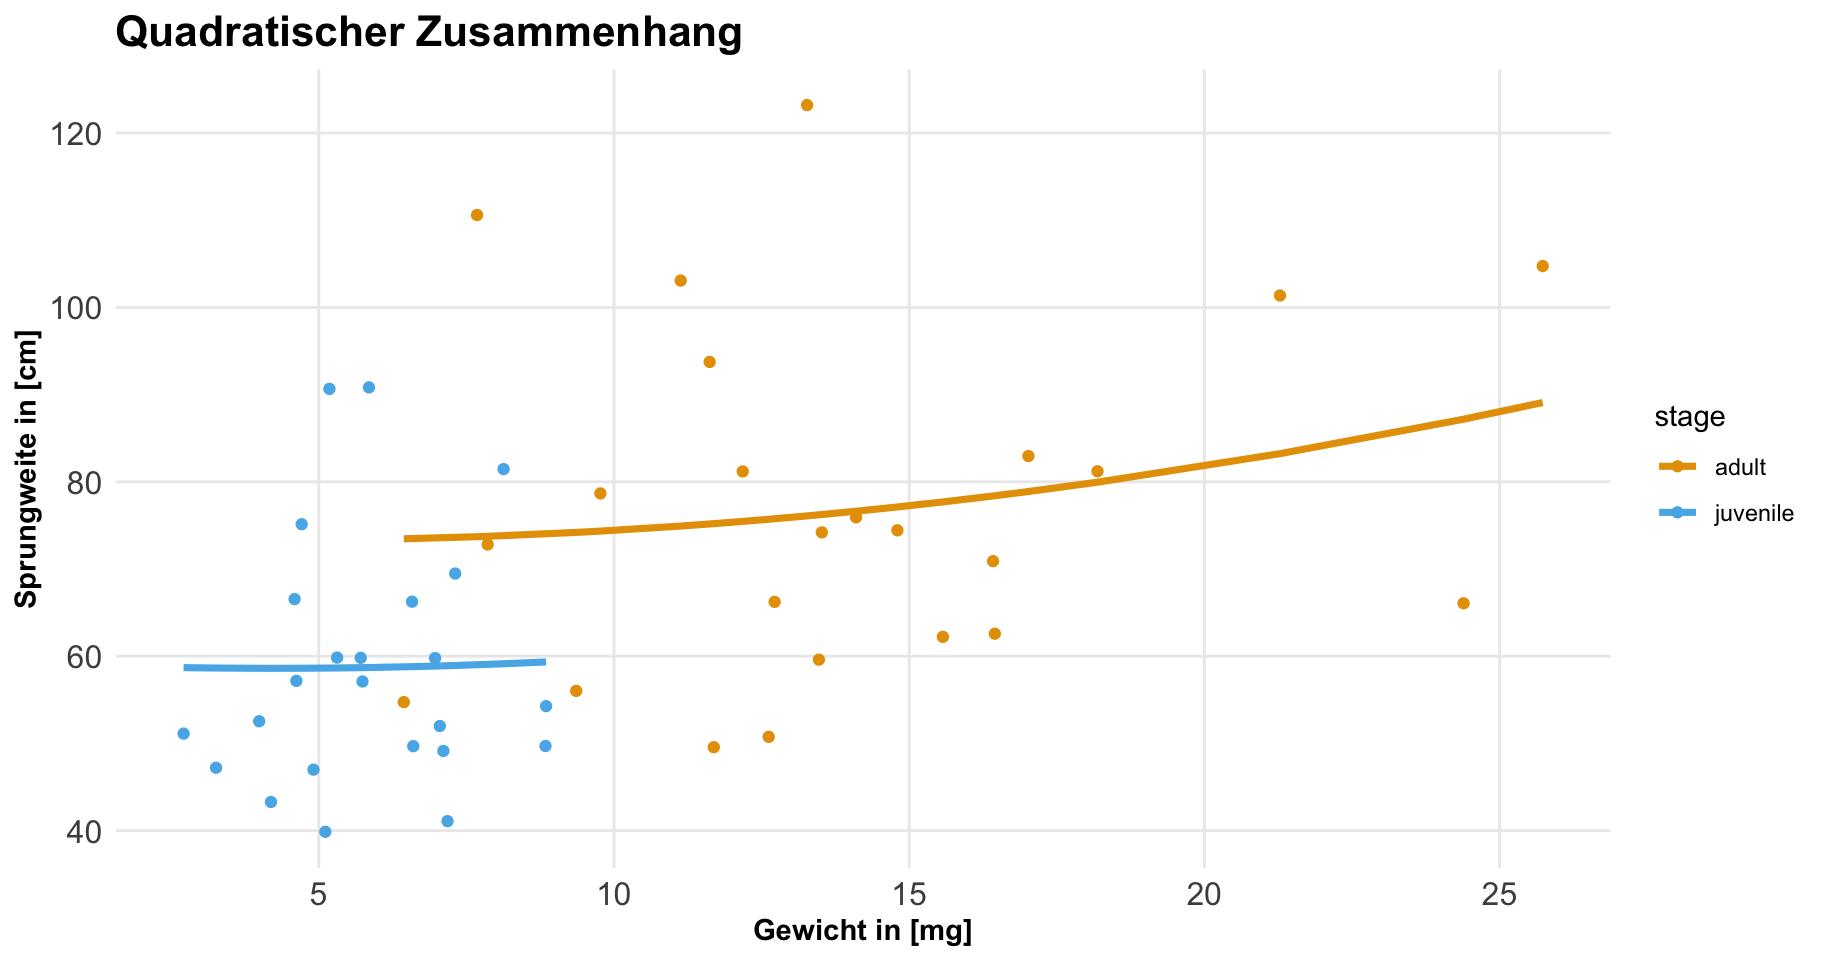 Quadratischer Zusammenhang
120
100
80
60
40
Sprungweite in [cm]
5 10 15 20 25
Gewicht in [mg]
stage
adult
juvenile